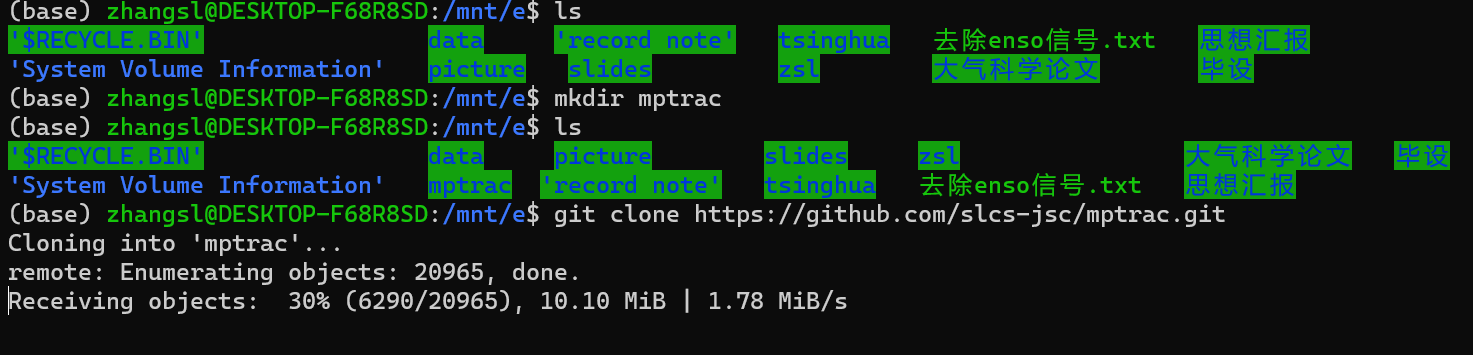 (base) zhangsl@DESKTOP-F68R8SD:/mnt/e$ ls
'$RECYCLE.BIN' data 'record note' tsinghua 去除enso信号.txt 思想汇报
'System Volume Information' picture slides zsl 大气科学论文 毕设
(base) zhangsl@DESKTOP-F68R8SD:/mnt/e$ mkdir mptrac
(base) zhangsl@DESKTOP-F68R8SD:/mnt/e$ ls
'$RECYCLE.BIN' data picture slides zsl 大气科学论文 毕设
'System Volume Information' mptrac 'record note' tsinghua 去除enso信号.txt 思想汇报
(base) zhangsl@DESKTOP-F68R8SD:/mnt/e$ git clone https://github.com/slcs-jsc/mptrac.git
Cloning into 'mptrac'...
remote: Enumerating objects: 20965, done.
Receiving objects:  30% (6290/20965), 10.10 MiB | 1.78 MiB/s